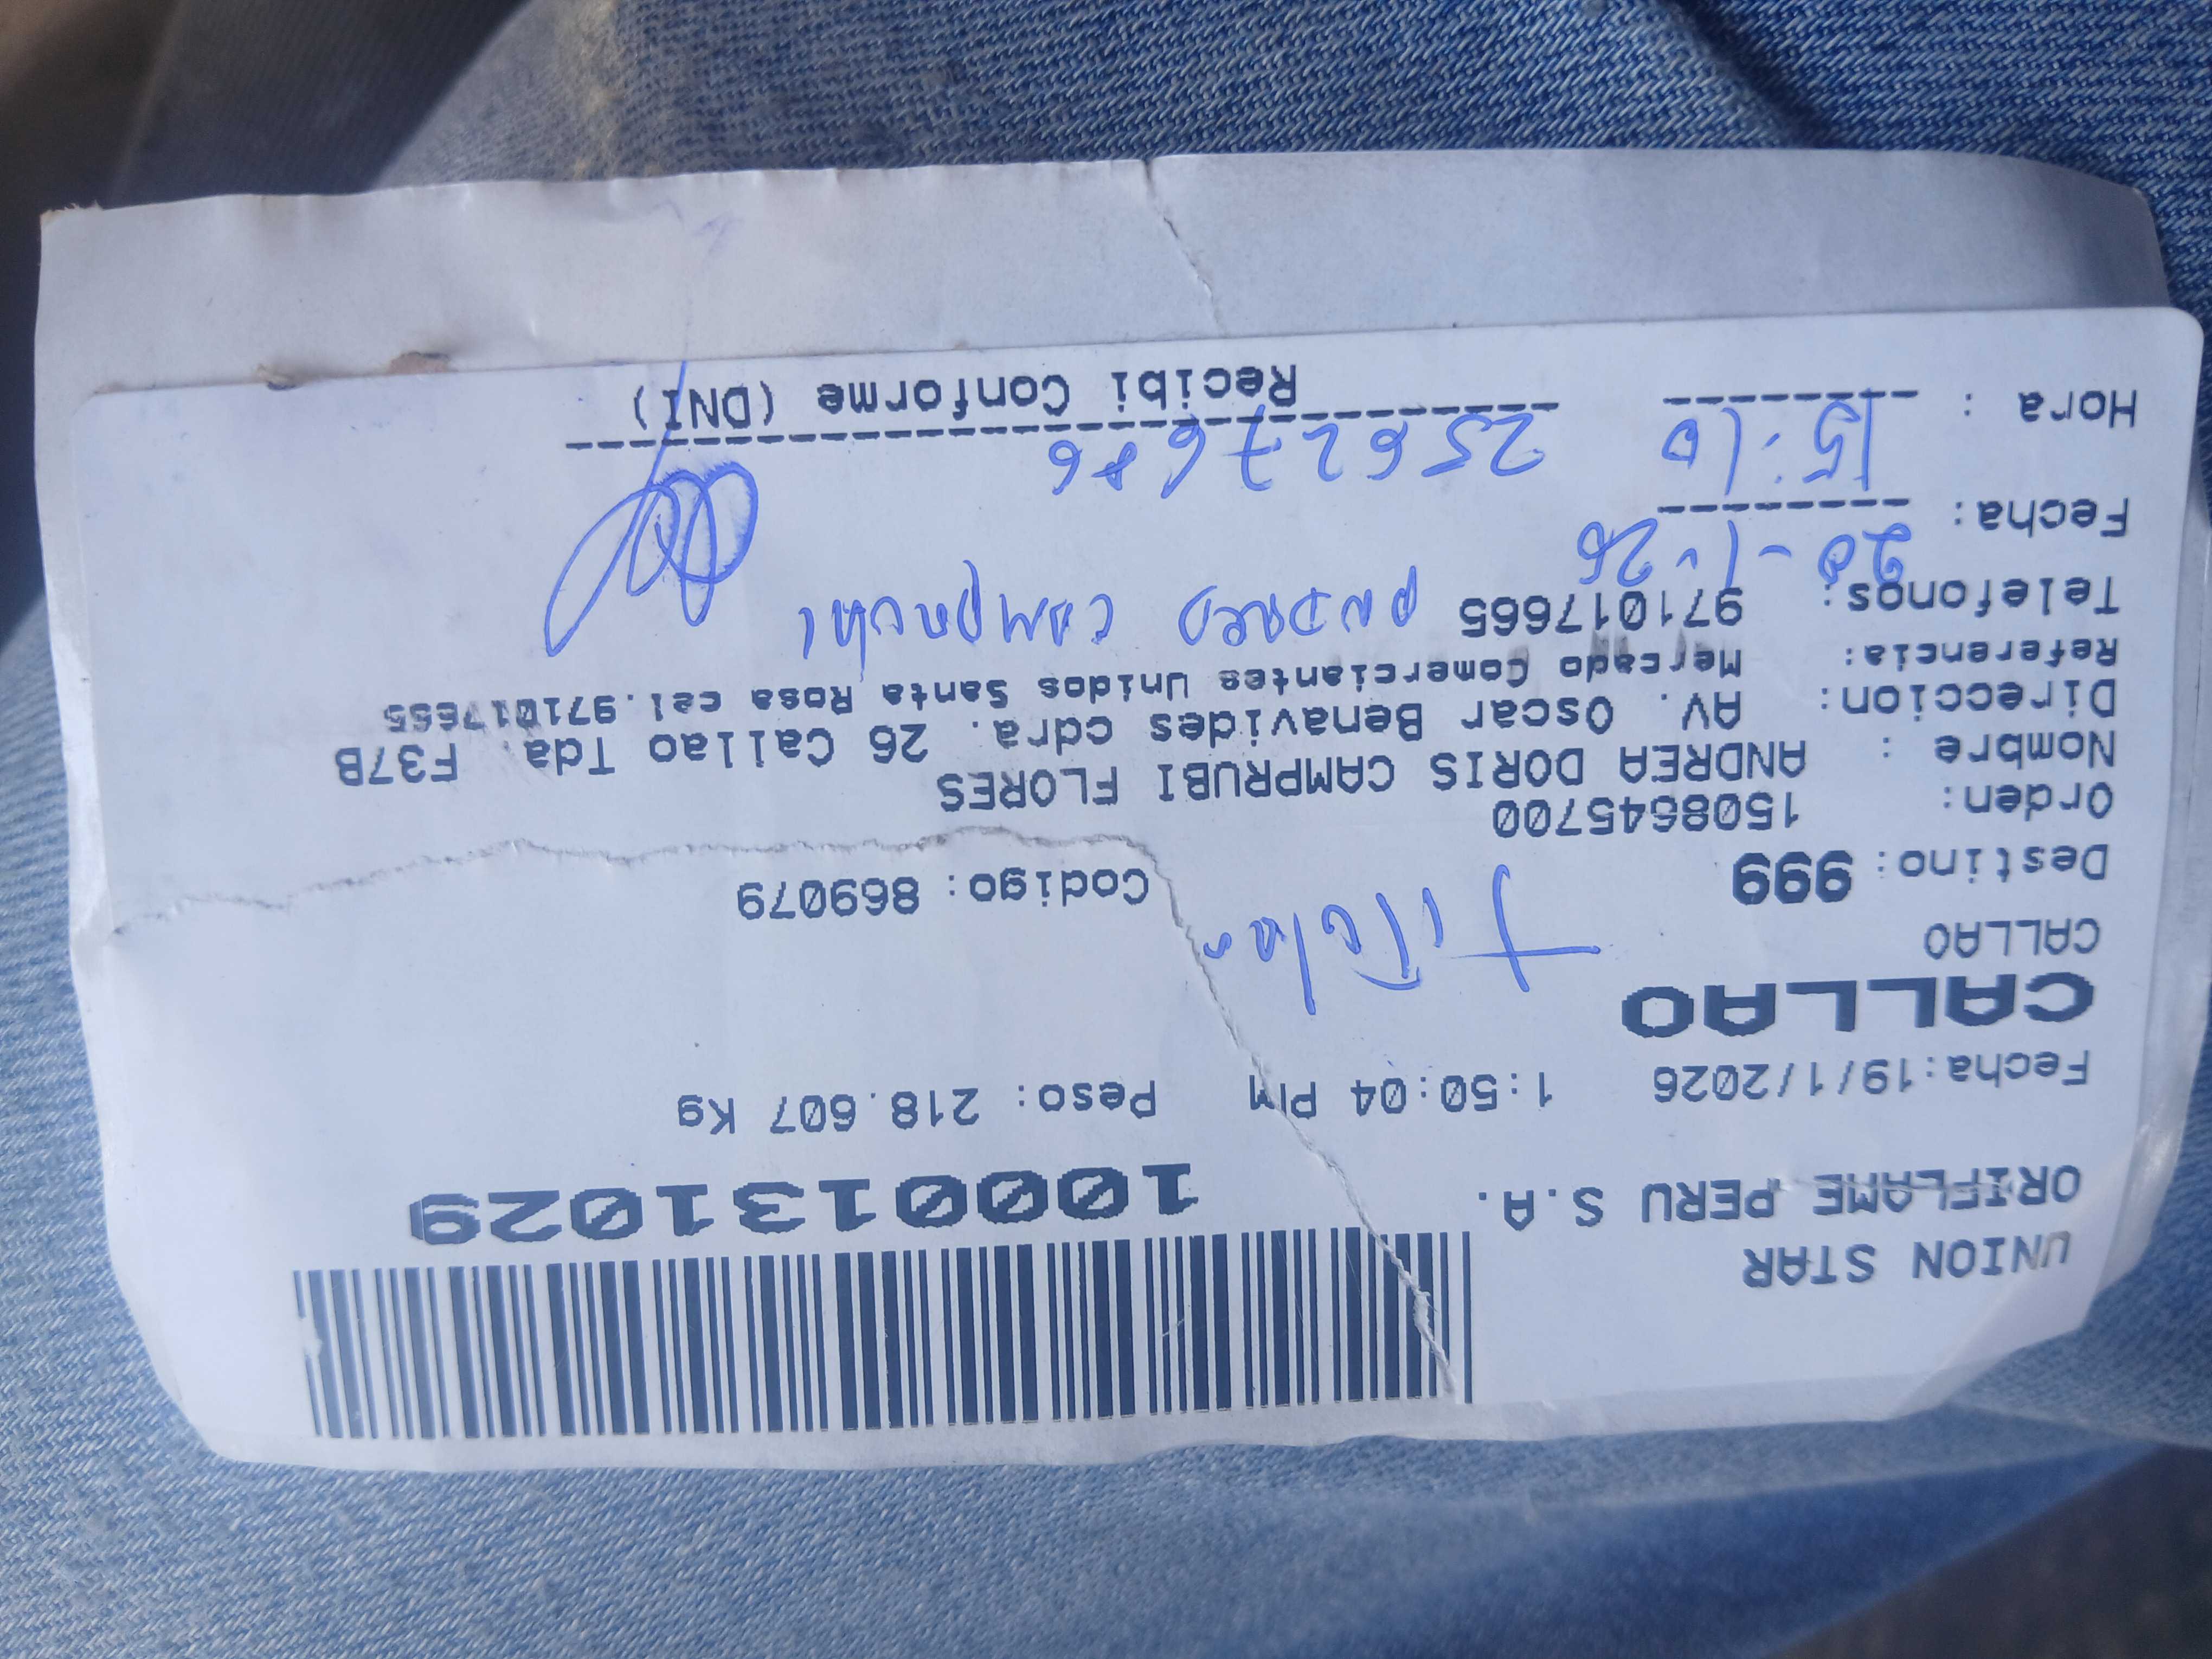 UNION STAR
ORIFLAME PERU S.A.
1000131029
Fecha:19/1/2026 1:50:04 PM Peso: 218.607 Kg
CALLAO
CALLAO
Titular
Destino: 999 Codigo: 869079
Orden: 1508645700
Nombre : ANDREA DORIS CAMPRUBI FLORES
Direccion: AV. Oscar Benavides cdra. 26 Callao Tda. F37B
Referencia: Mercado Comerciantes Unidos Santa Rosa cel.971017665
Telefonos: 971017665
Fecha: 20-1-26
Hora : 15:10 25627686
Recibi Conforme (DNI)